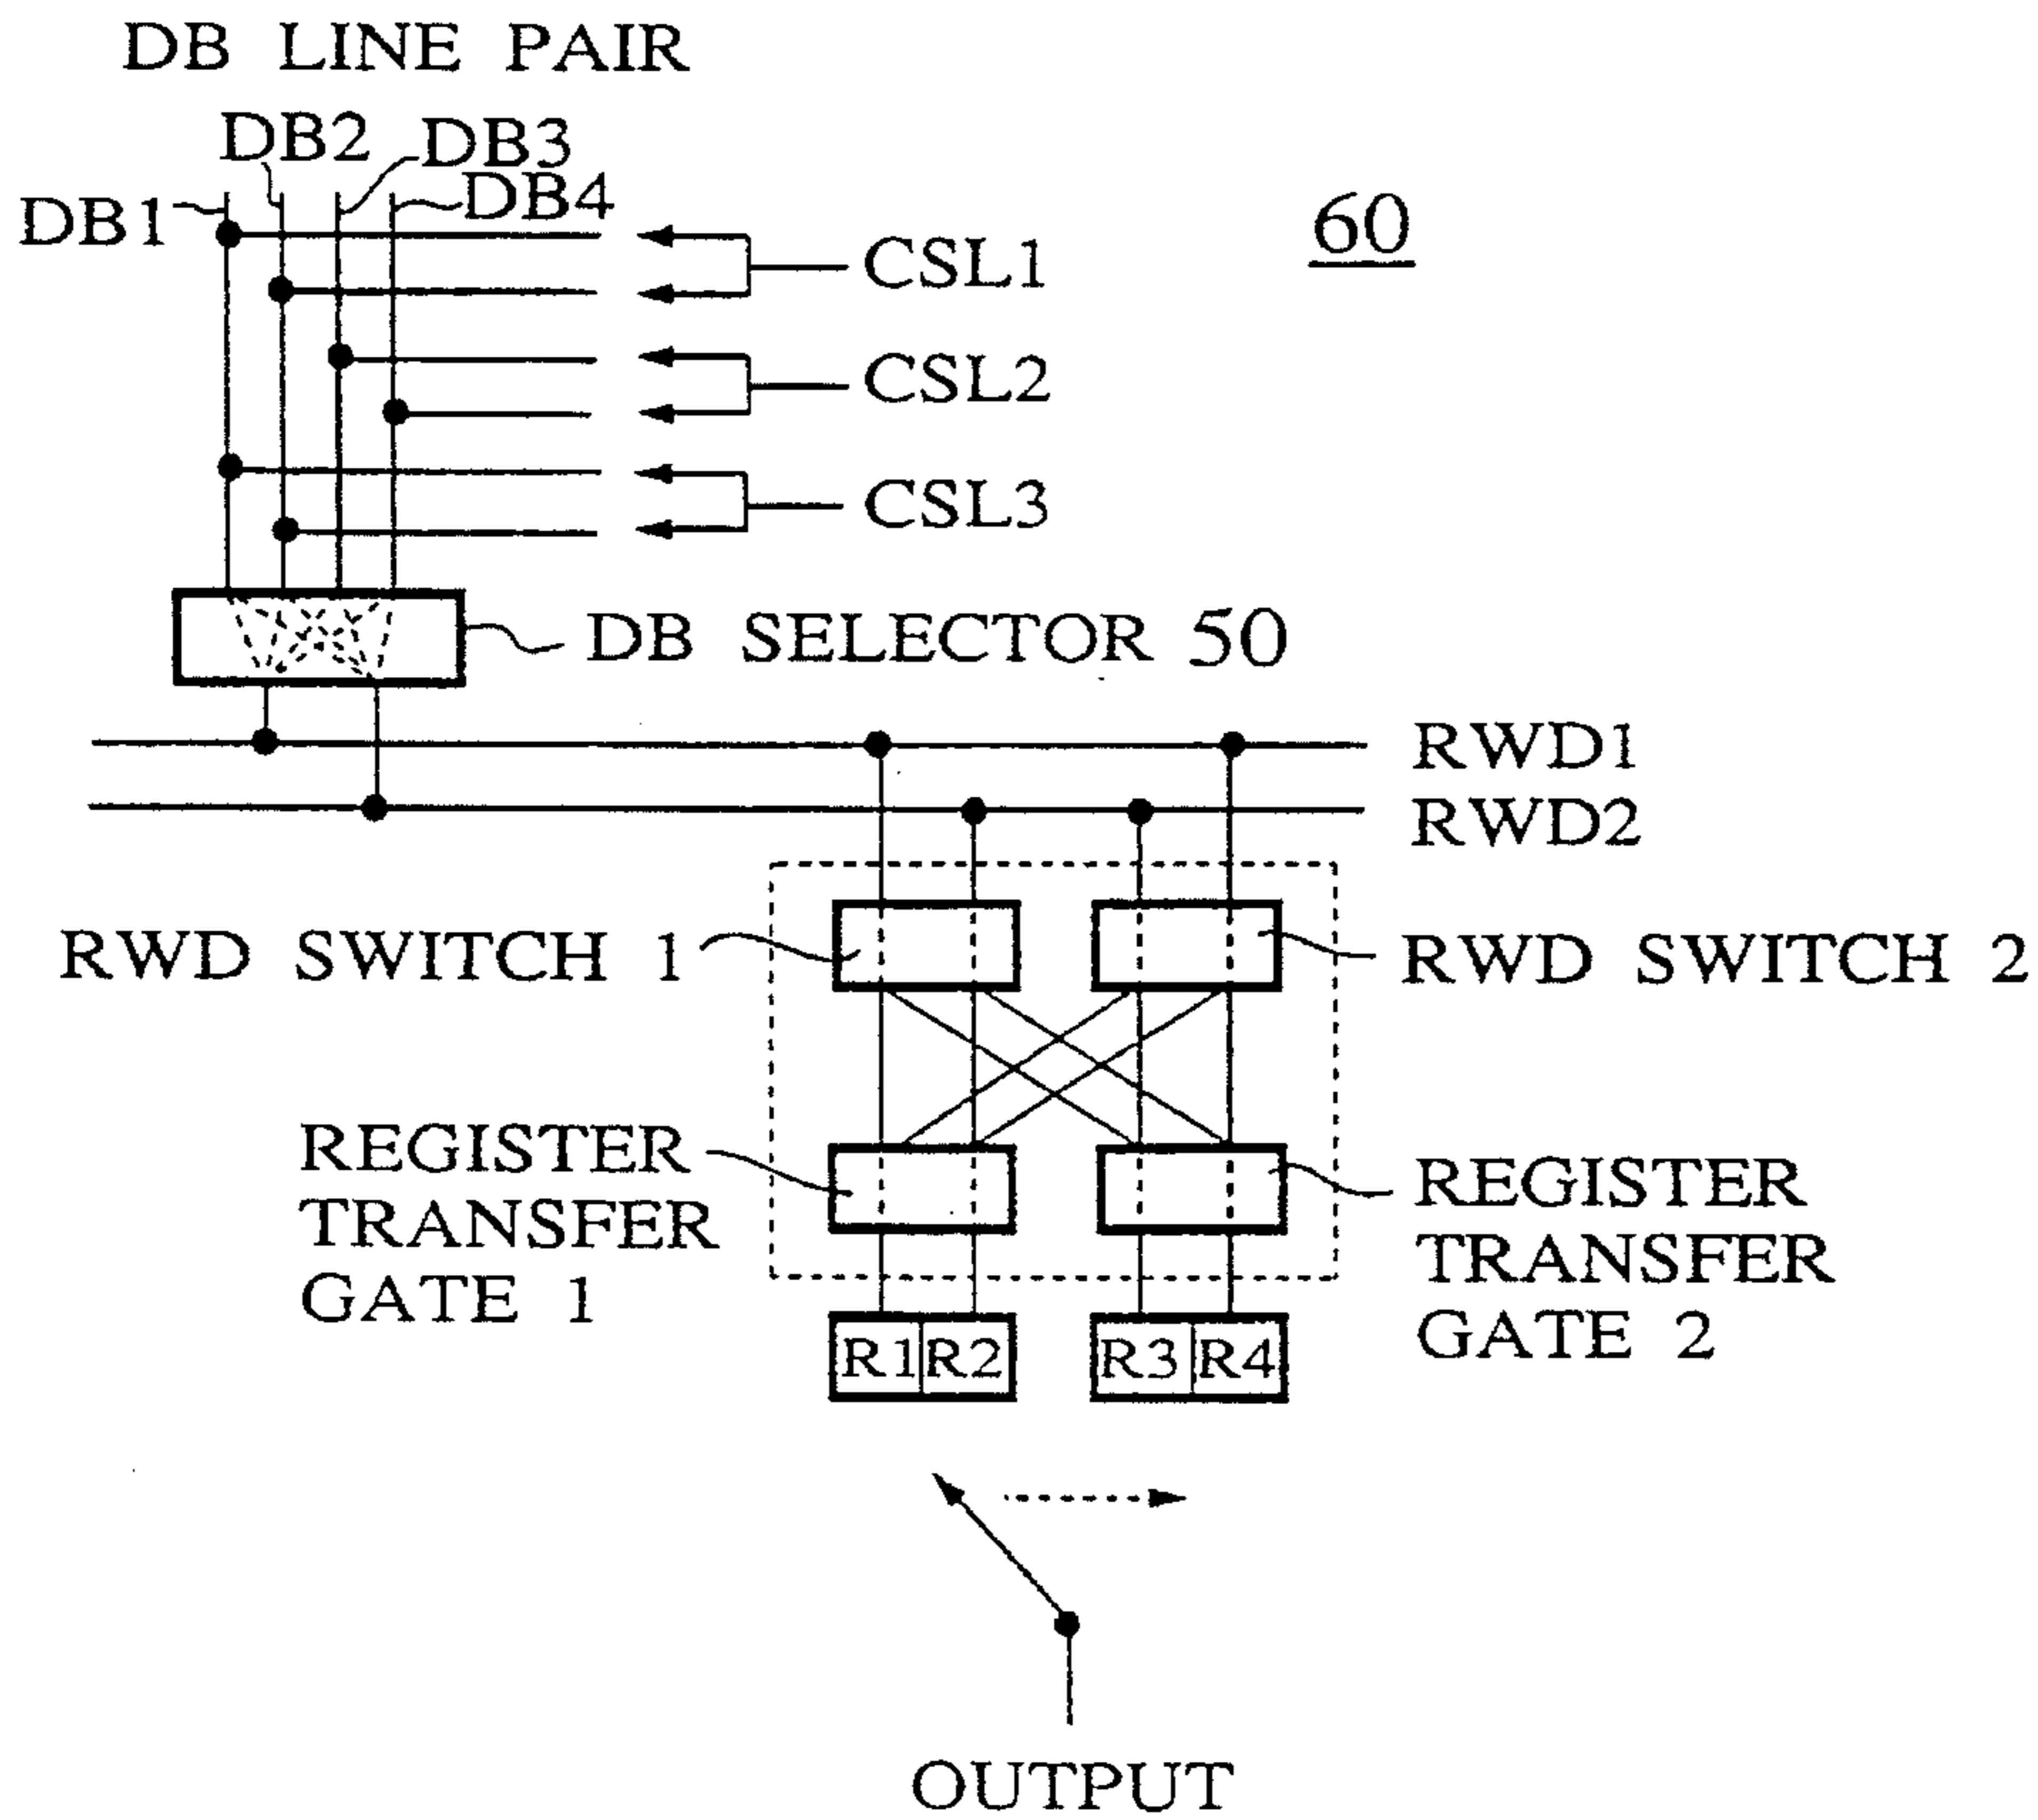 DB LINE PAIR
DB2
DB3
DB1
DB4
60
CSL1
CSL2
CSL3
DB SELECTOR 50
RWD1
RWD2
RWD SWITCH 1
RWD SWITCH 2
REGISTER
TRANSFER
GATE 1
REGISTER
TRANSFER
GATE 2
R1 R2 R3 R4
OUTPUT